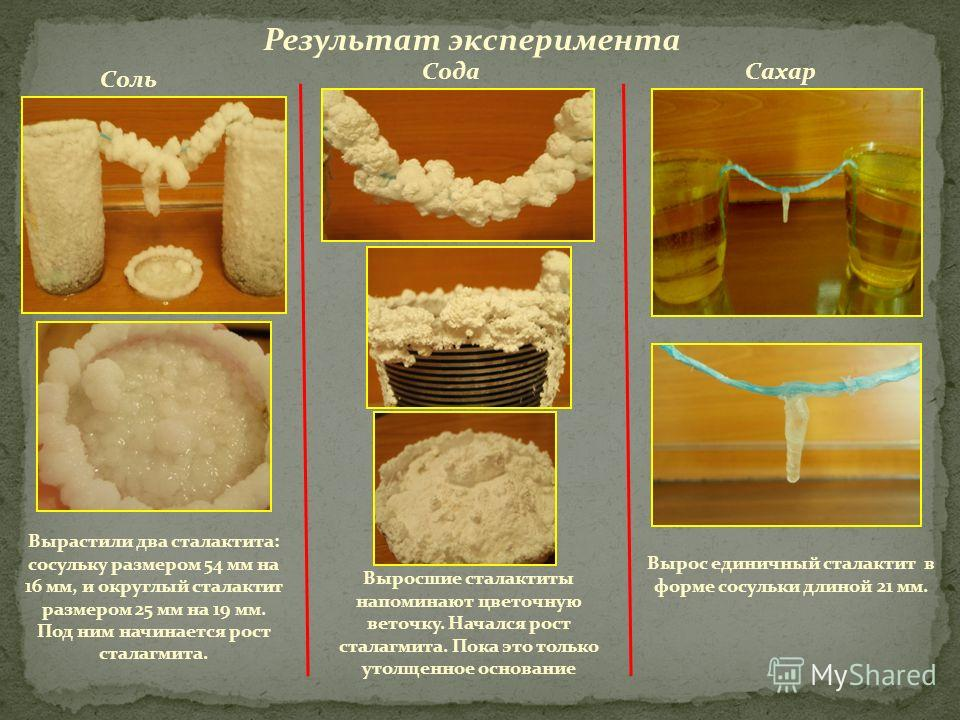 Результат эксперимента
Соль
Сода
Сахар
Вырастили два сталактита:
сосульку размером 54 мм на
16 мм, и округлый сталактит
размером 25 мм на 19 мм.
Под ним начинается рост
сталагмита.
Выросшие сталактиты
напоминают цветочную
веточку. Начался рост
сталагмита. Пока это только
утолщенное основание
Вырос единичный сталактит в
форме сосульки длиной 21 мм.
MyShared